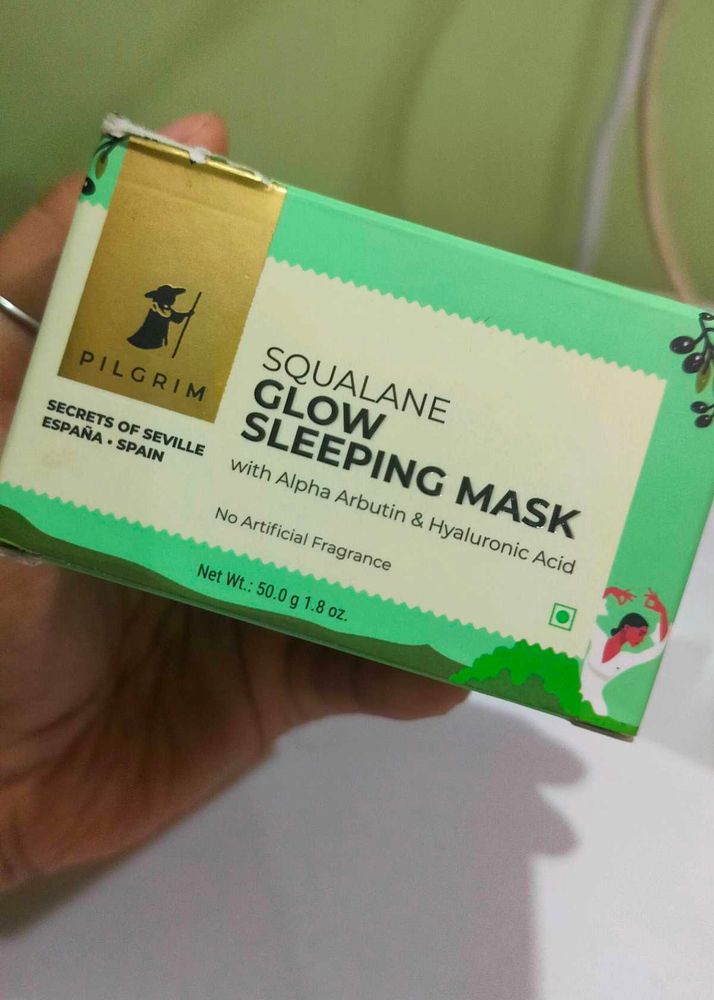 PILGRIM
SECRETS OF SEVILLE
ESPAÑA • SPAIN
SQUALANE
GLOW
SLEEPING MASK
with Alpha Arbutin & Hyaluronic Acid
No Artificial Fragrance
Net Wt.: 50.0 g 1.8 oz.